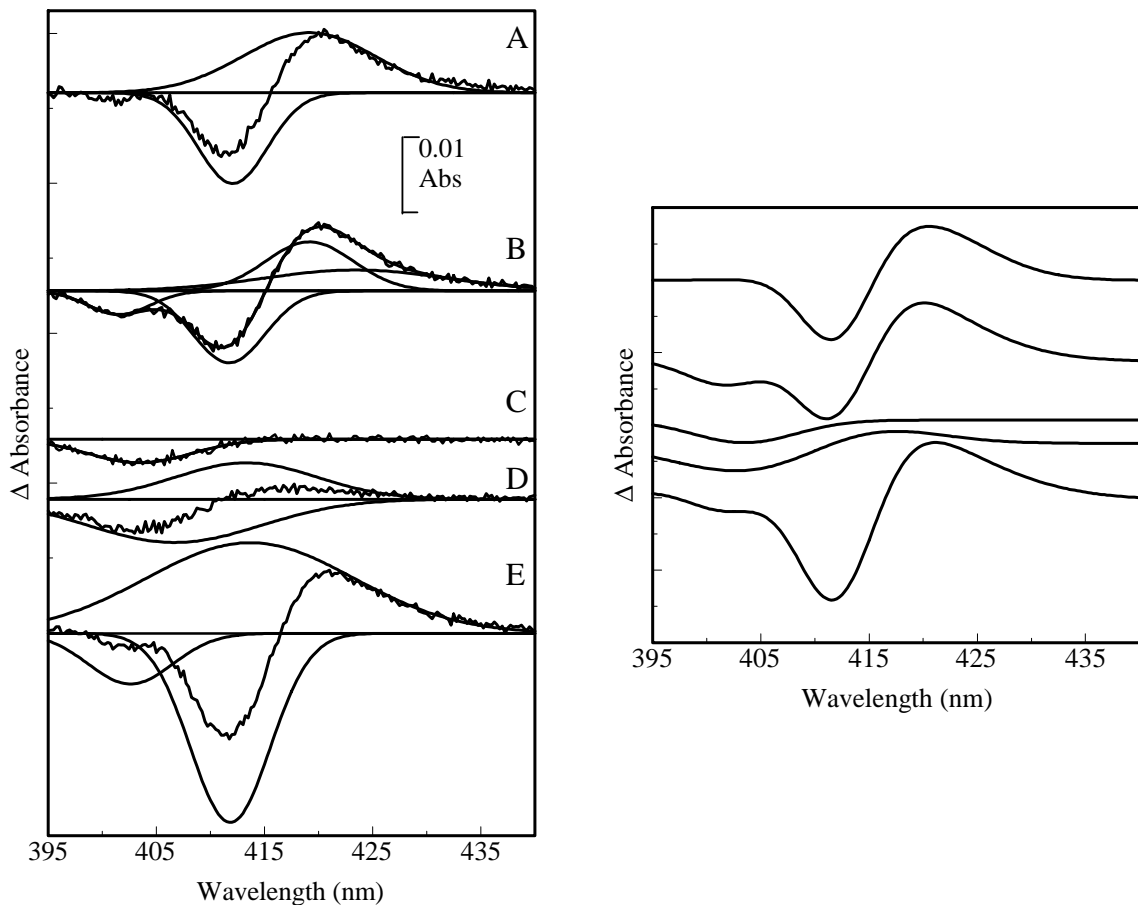 A
0.01
Abs
B
C
D
E
Δ Absorbance
395 405 415 425 435
Wavelength (nm)
Δ Absorbance
395 405 415 425 435
Wavelength (nm)